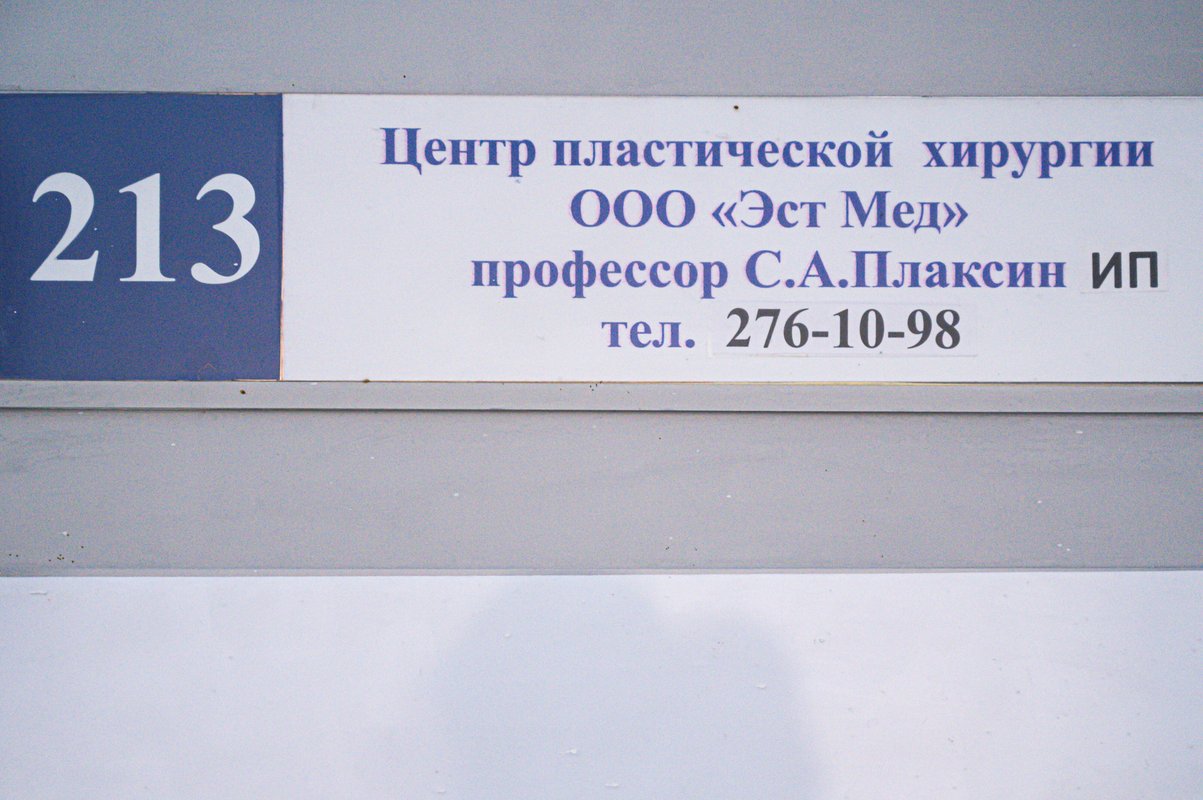 213
Центр пластической хирургии
ООО «Эст Мед»
профессор С.А.Плаксин ИП
тел. 276-10-98